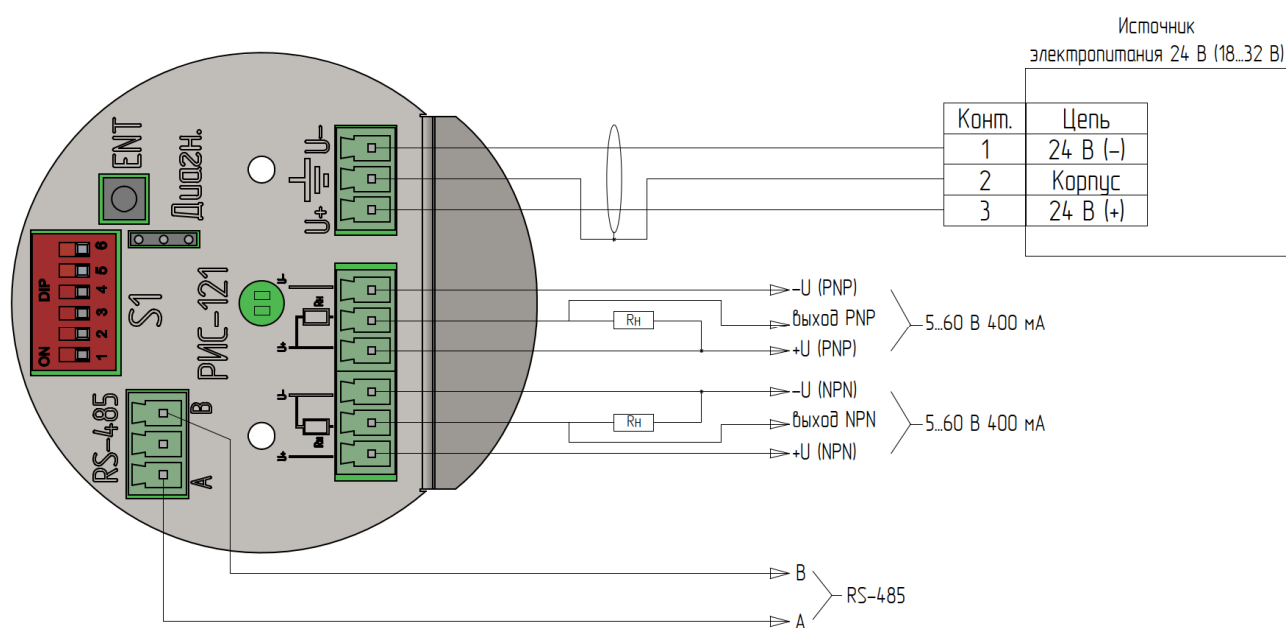 Источник
электропитания 24 В (18...32 В)
Конт. Цепь
1 24 В (–)
2 Корпус
3 24 В (+)
ENT
Диагн.
U–
U+
DIP
ON
1 2 3 4 5 6
S1
РИС-121
U–
Rн
U+
U–
Rн
U+
RS-485
B
A
–U (PNP)
Rн
выход PNP
5...60 В 400 мА
+U (PNP)
–U (NPN)
Rн
выход NPN
5...60 В 400 мА
+U (NPN)
B
RS-485
A